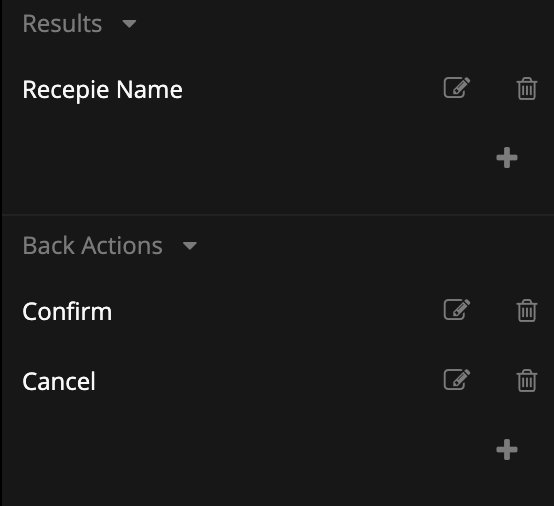 Results
Recepie Name
Back Actions
Confirm
Cancel